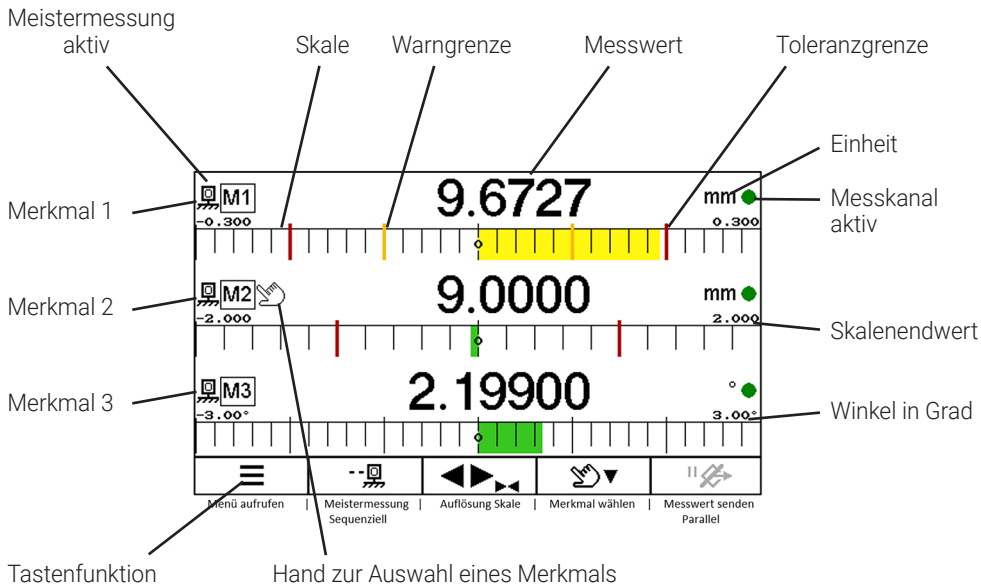 Meistermessung
aktiv
Skale
Warngrenze
Messwert
Toleranzgrenze
Einheit
Messkanal
aktiv
Merkmal 1
M1
9.6727
mm
-0.300
0.300
Merkmal 2
M2
9.0000
mm
-2.000
2.000
Skalenendwert
Merkmal 3
M3
2.19900
°
-3.00°
3.00°
Winkel in Grad
Menü aufrufen | Meistermessung | Auflösung Skale | Merkmal wählen | Messwert senden
Sequenziell
Parallel
Tastenfunktion
Hand zur Auswahl eines Merkmals